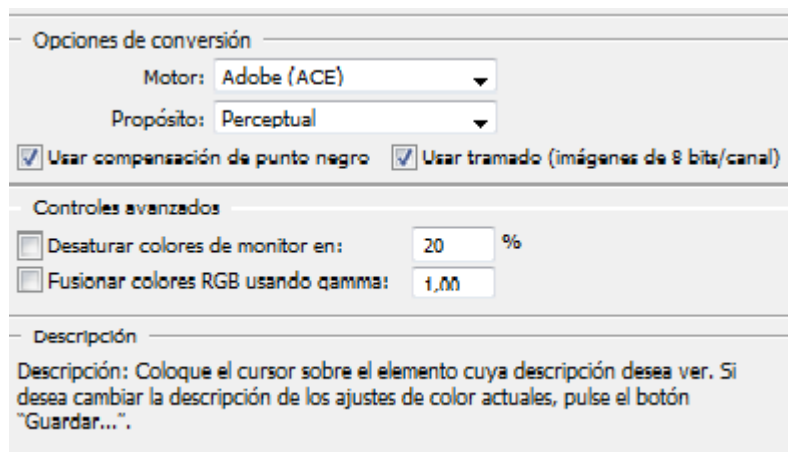 Opciones de conversión
Motor: Adobe (ACE)
Propósito: Perceptual
Usar compensación de punto negro Usar tramado (imágenes de 8 bits/canal)
Controles avanzados
Desaturar colores de monitor en: 20 %
Fusionar colores RGB usando gamma: 1,00
Descripción
Descripción: Coloque el cursor sobre el elemento cuya descripción desea ver. Si
desea cambiar la descripción de los ajustes de color actuales, pulse el botón
"Guardar...".